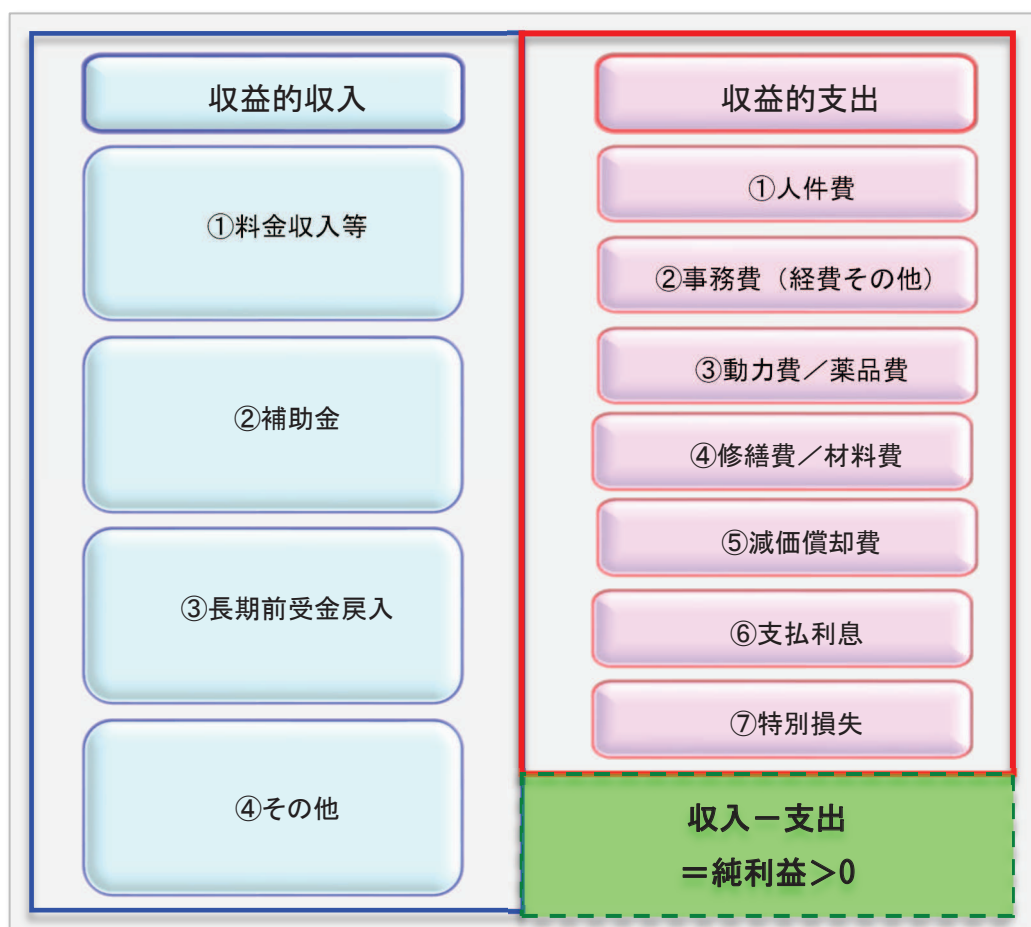 収益的収入
①料金収入等
②補助金
③長期前受金戻入
④その他
収益的支出
①人件費
②事務費（経費その他）
③動力費／薬品費
④修繕費／材料費
⑤減価償却費
⑥支払利息
⑦特別損失
収入－支出
＝純利益＞0